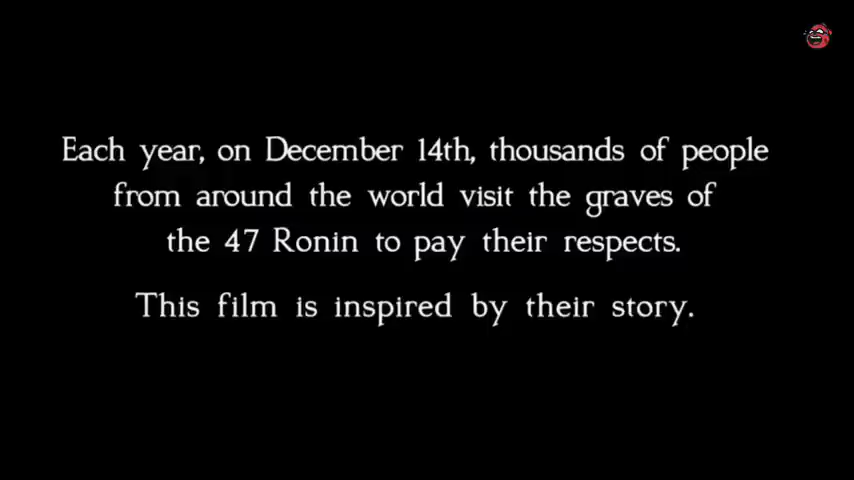 Each year, on December 14th, thousands of people
from around the world visit the graves of
the 47 Ronin to pay their respects.
This film is inspired by their story.